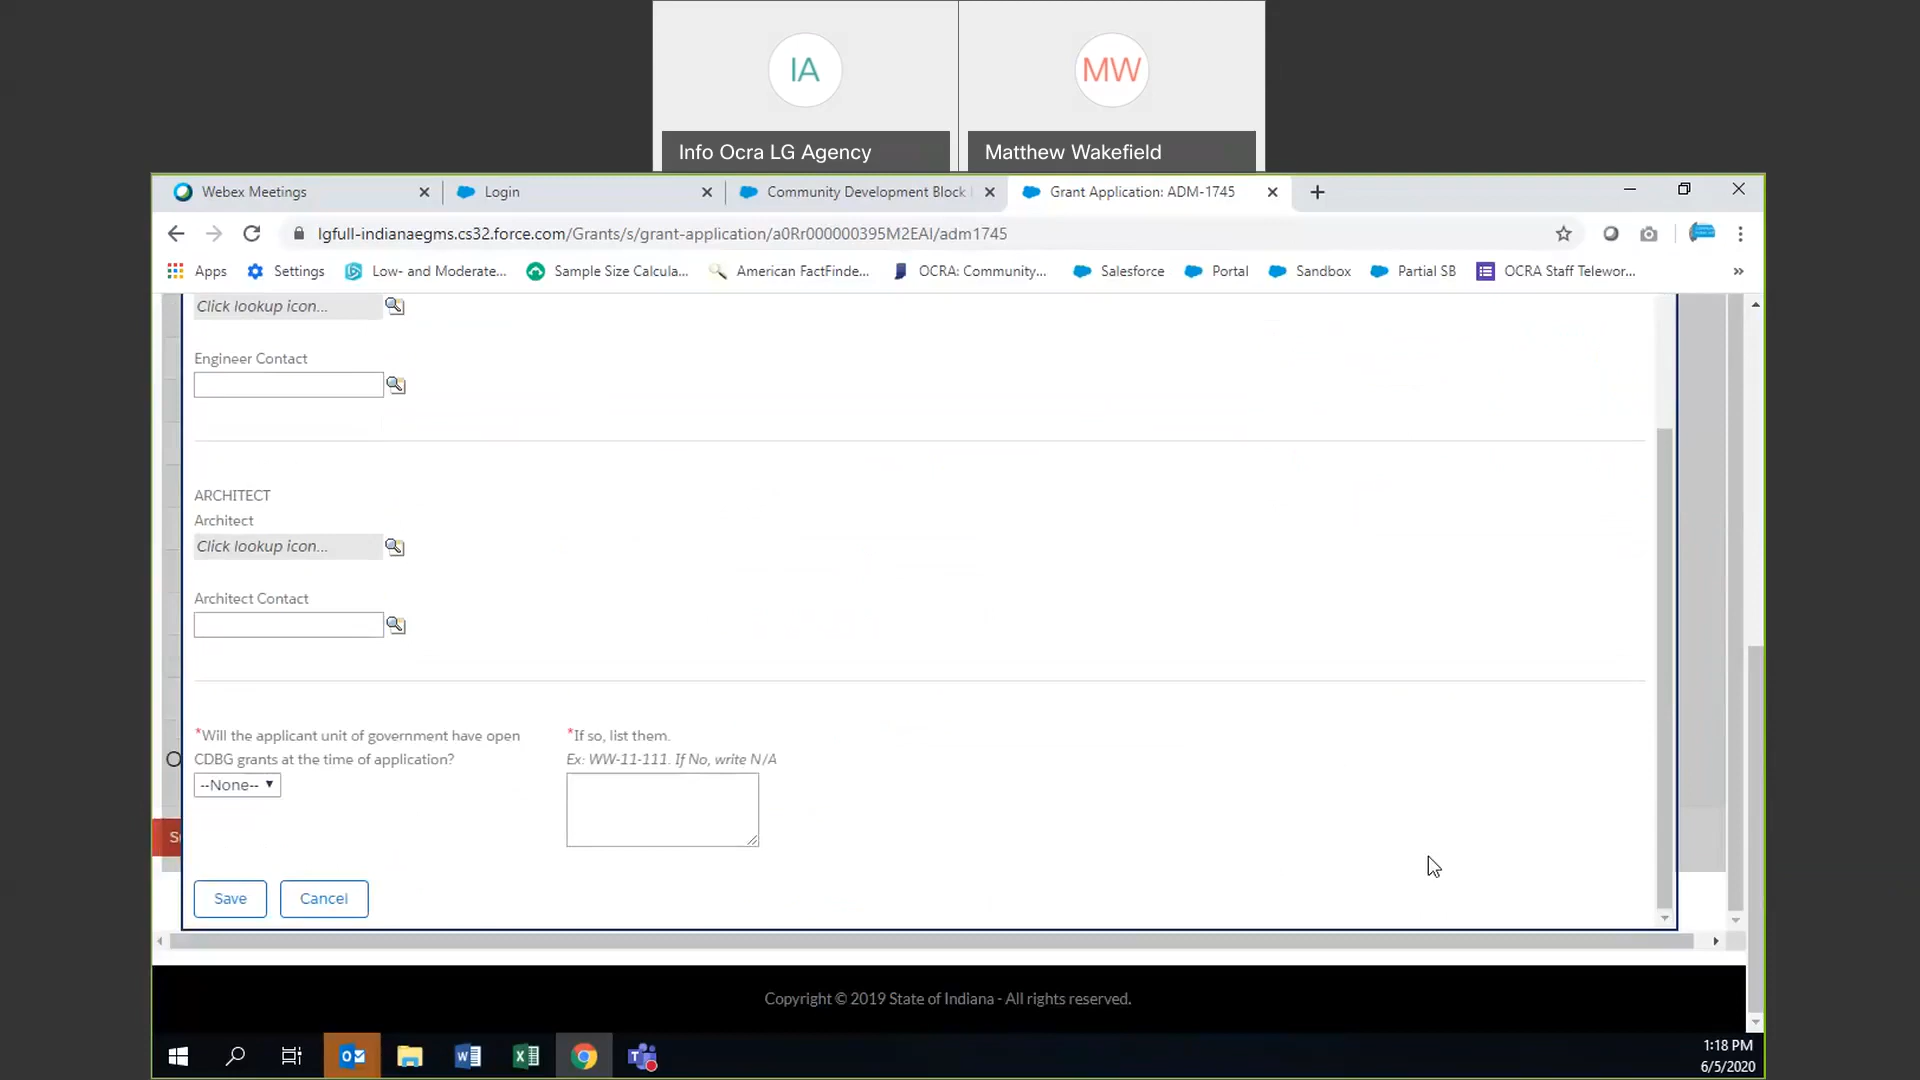 IA
MW
Info Ocra LG Agency
Matthew Wakefield
Webex Meetings
Login
Community Development Block
Grant Application: ADM-1745
lgfull-indianaegms.cs32.force.com/Grants/s/grant-application/a0Rr000000395M2EAI/adm1745
Apps
Settings
Low- and Moderate...
Sample Size Calcula...
American FactFinde...
OCRA: Community...
Salesforce
Portal
Sandbox
Partial SB
OCRA Staff Telewor...
»
Click lookup icon...
Engineer Contact
ARCHITECT
Architect
Click lookup icon...
Architect Contact
*Will the applicant unit of government have open
CDBG grants at the time of application?
--None--
*If so, list them.
Ex: WW-11-111. If No, write N/A
O
S
Save
Cancel
Copyright © 2019 State of Indiana - All rights reserved.
1:18 PM
6/5/2020